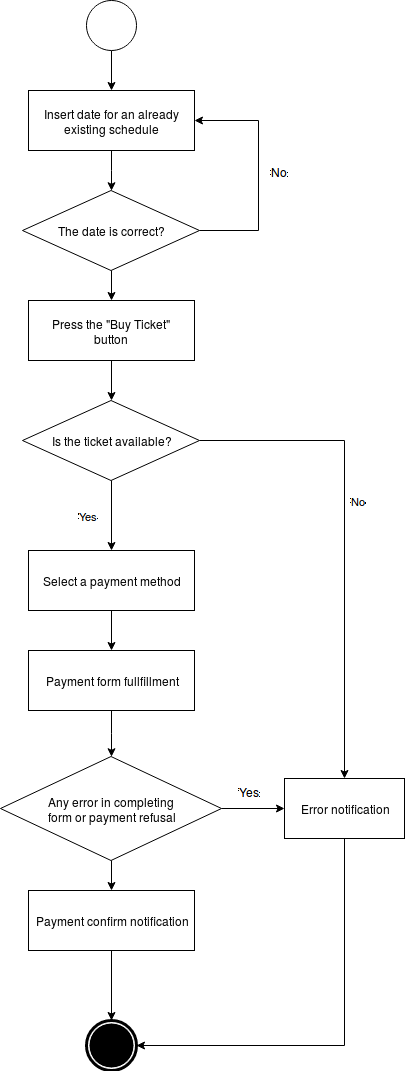 Insert date for an already
existing schedule
No
The date is correct?
Press the "Buy Ticket"
button
Is the ticket available?
No
Yes
Select a payment method
Payment form fullfillment
Yes
Any error in completing
form or payment refusal
Error notification
Payment confirm notification